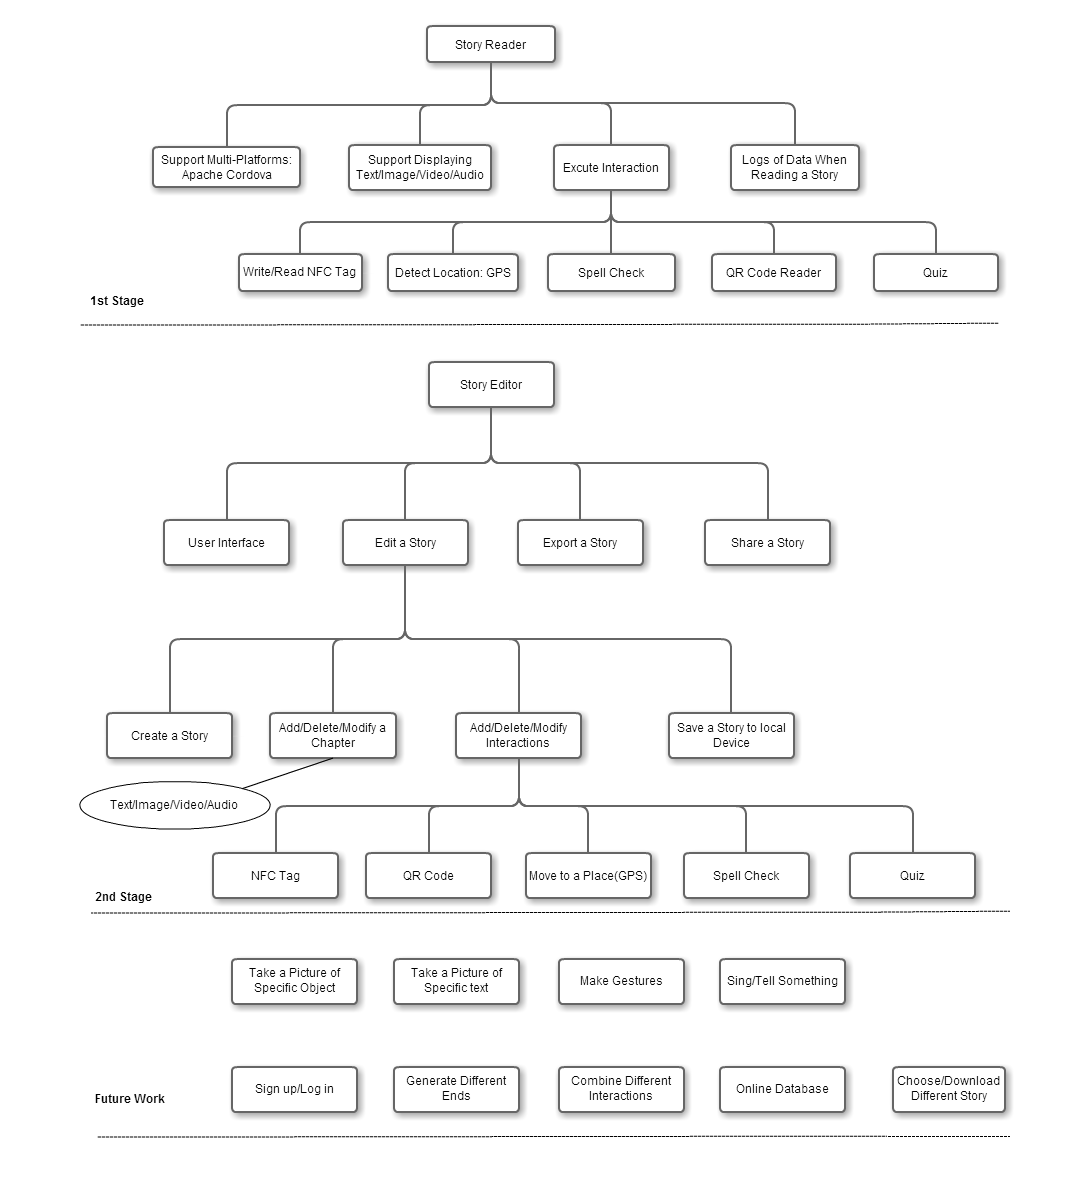 Story Reader
Support Multi-Platforms:
Apache Cordova
Support Displaying
Text/Image/Video/Audio
Excute Interaction
Logs of Data When
Reading a Story
Write/Read NFC Tag
Detect Location: GPS
Spell Check
QR Code Reader
Quiz
1st Stage
Story Editor
User Interface
Edit a Story
Export a Story
Share a Story
Create a Story
Add/Delete/Modify a
Chapter
Add/Delete/Modify
Interactions
Save a Story to local
Device
Text/Image/Video/Audio
NFC Tag
QR Code
Move to a Place(GPS)
Spell Check
Quiz
2nd Stage
Take a Picture of
Specific Object
Take a Picture of
Specific text
Make Gestures
Sing/Tell Something
Sign up/Log in
Generate Different
Ends
Combine Different
Interactions
Online Database
Choose/Download
Different Story
Future Work